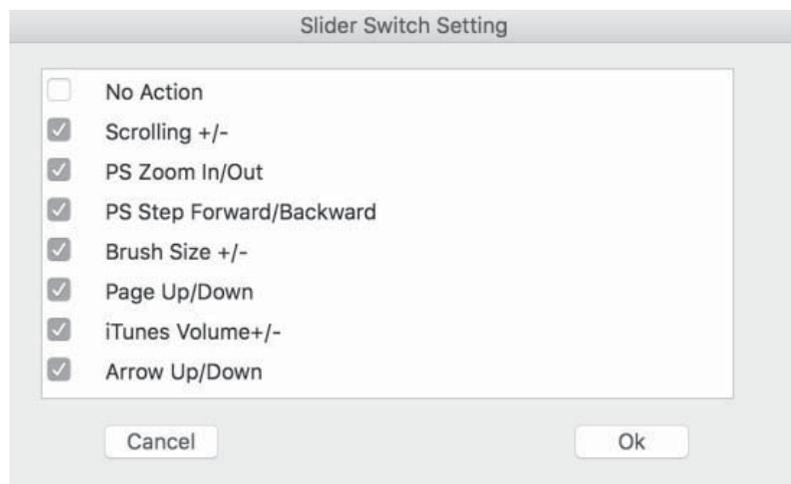 Slider Switch Setting
No Action
Scrolling +/-
PS Zoom In/Out
PS Step Forward/Backward
Brush Size +/-
Page Up/Down
iTunes Volume+/-
Arrow Up/Down
Cancel
Ok